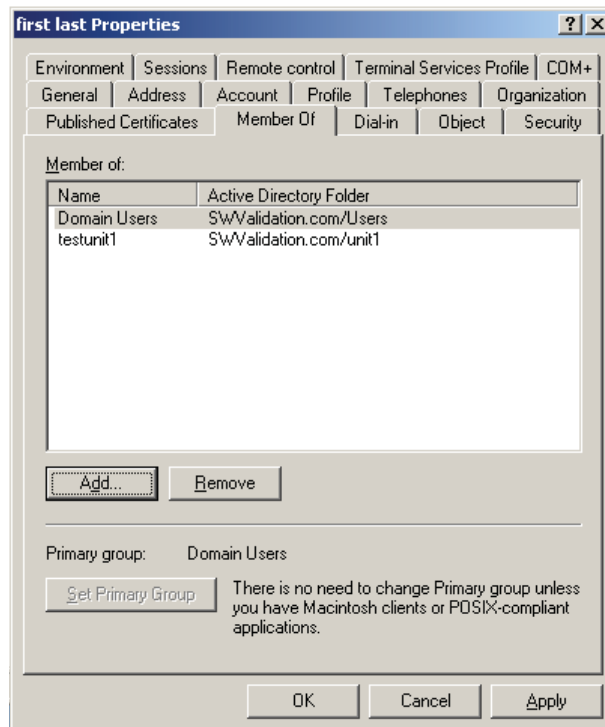 first last Properties
Environment Sessions Remote control Terminal Services Profile COM+
General Address Account Profile Telephones Organization
Published Certificates Member Of Dial-in Object Security
Member of:
Name Active Directory Folder
Domain Users SWValidation.com/Users
testunit1 SWValidation.com/unit1
Add... Remove
Primary group: Domain Users
Set Primary Group There is no need to change Primary group unless
you have Macintosh clients or POSIX-compliant
applications.
OK Cancel Apply